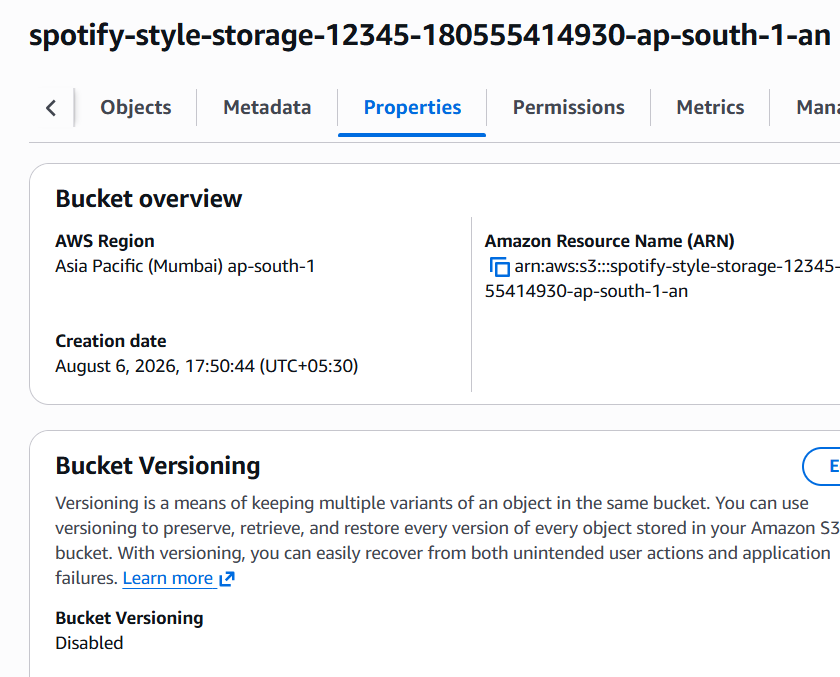 spotify-style-storage-12345-180555414930-ap-south-1-an
Objects
Metadata
Properties
Permissions
Metrics
Mana
Bucket overview
AWS Region
Asia Pacific (Mumbai) ap-south-1
Amazon Resource Name (ARN)
arn:aws:s3:::spotify-style-storage-12345-
55414930-ap-south-1-an
Creation date
August 6, 2026, 17:50:44 (UTC+05:30)
Bucket Versioning
E
Versioning is a means of keeping multiple variants of an object in the same bucket. You can use
versioning to preserve, retrieve, and restore every version of every object stored in your Amazon S3
bucket. With versioning, you can easily recover from both unintended user actions and application
failures. Learn more
Bucket Versioning
Disabled